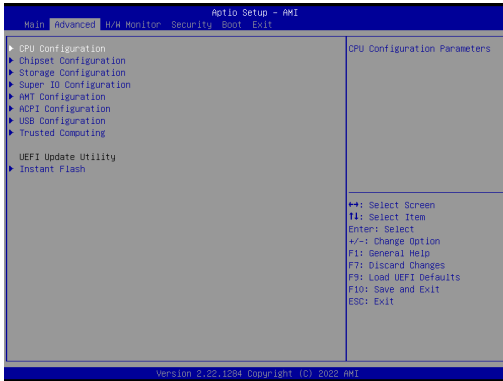 Aptio Setup – AMI
Main Advanced H/W Monitor Security Boot Exit
CPU Configuration
Chipset Configuration
Storage Configuration
Super IO Configuration
AMT Configuration
ACPI Configuration
USB Configuration
Trusted Computing
UEFI Update Utility
Instant Flash
CPU Configuration Parameters
↔: Select Screen
↑↓: Select Item
Enter: Select
+/-: Change Option
F1: General Help
F7: Discard Changes
F9: Load UEFI Defaults
F10: Save and Exit
ESC: Exit
Version 2.22.1284 Copyright (C) 2022 AMI